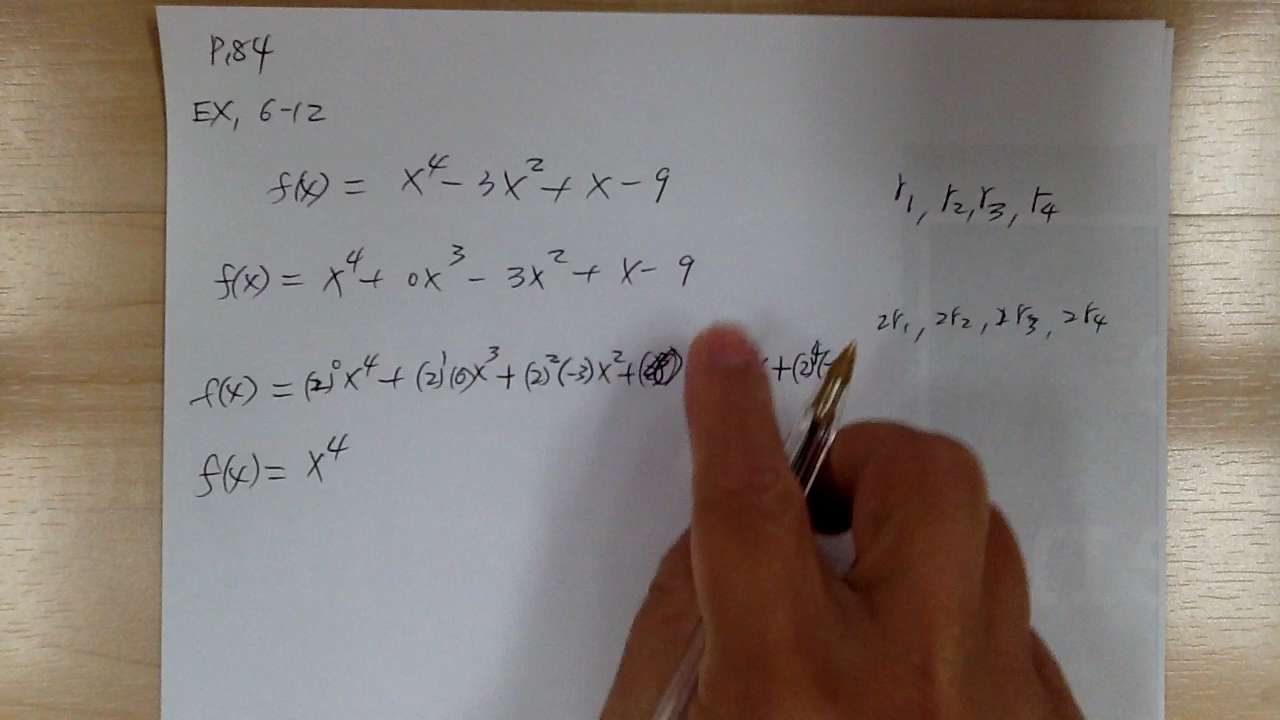 P.84
EX, 6-12
f(x) = x⁴ - 3x² + x - 9
r₁, r₂, r₃, r₄
f(x) = x⁴ + 0x³ - 3x² + x - 9
2r₁, 2r₂, 2r₃, 2r₄
f(x) = (2)⁰x⁴ + (2)¹(0)x³ + (2)²(-3)x² + ( + (2)⁴(-
f(x) = x⁴